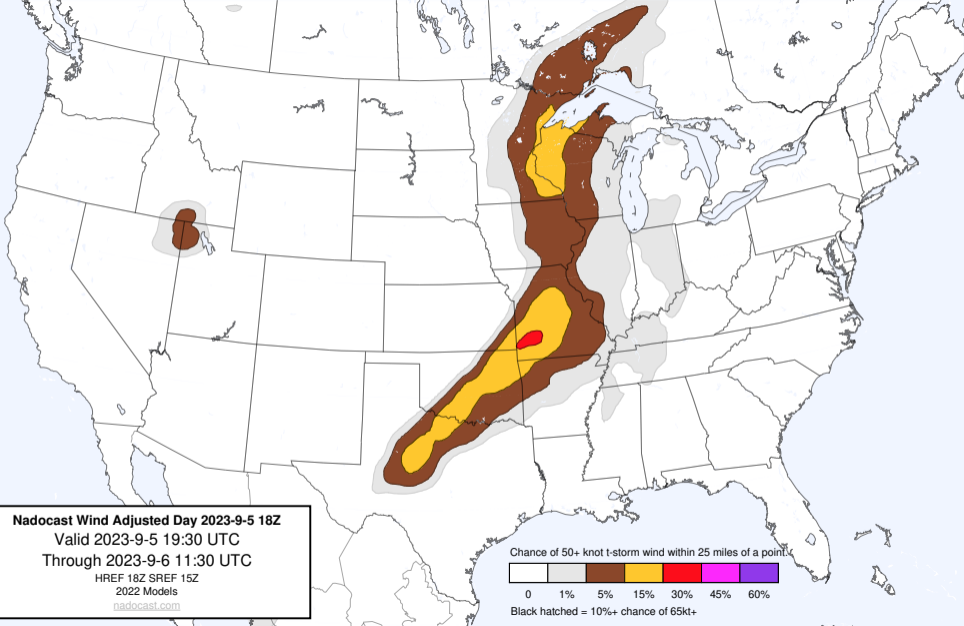 Nadocast Wind Adjusted Day 2023-9-5 18Z
Valid 2023-9-5 19:30 UTC
Through 2023-9-6 11:30 UTC
HREF 18Z SREF 15Z
2022 Models
nadocast.com
Chance of 50+ knot t-storm wind within 25 miles of a point.
0 1% 5% 15% 30% 45% 60%
Black hatched = 10%+ chance of 65kt+